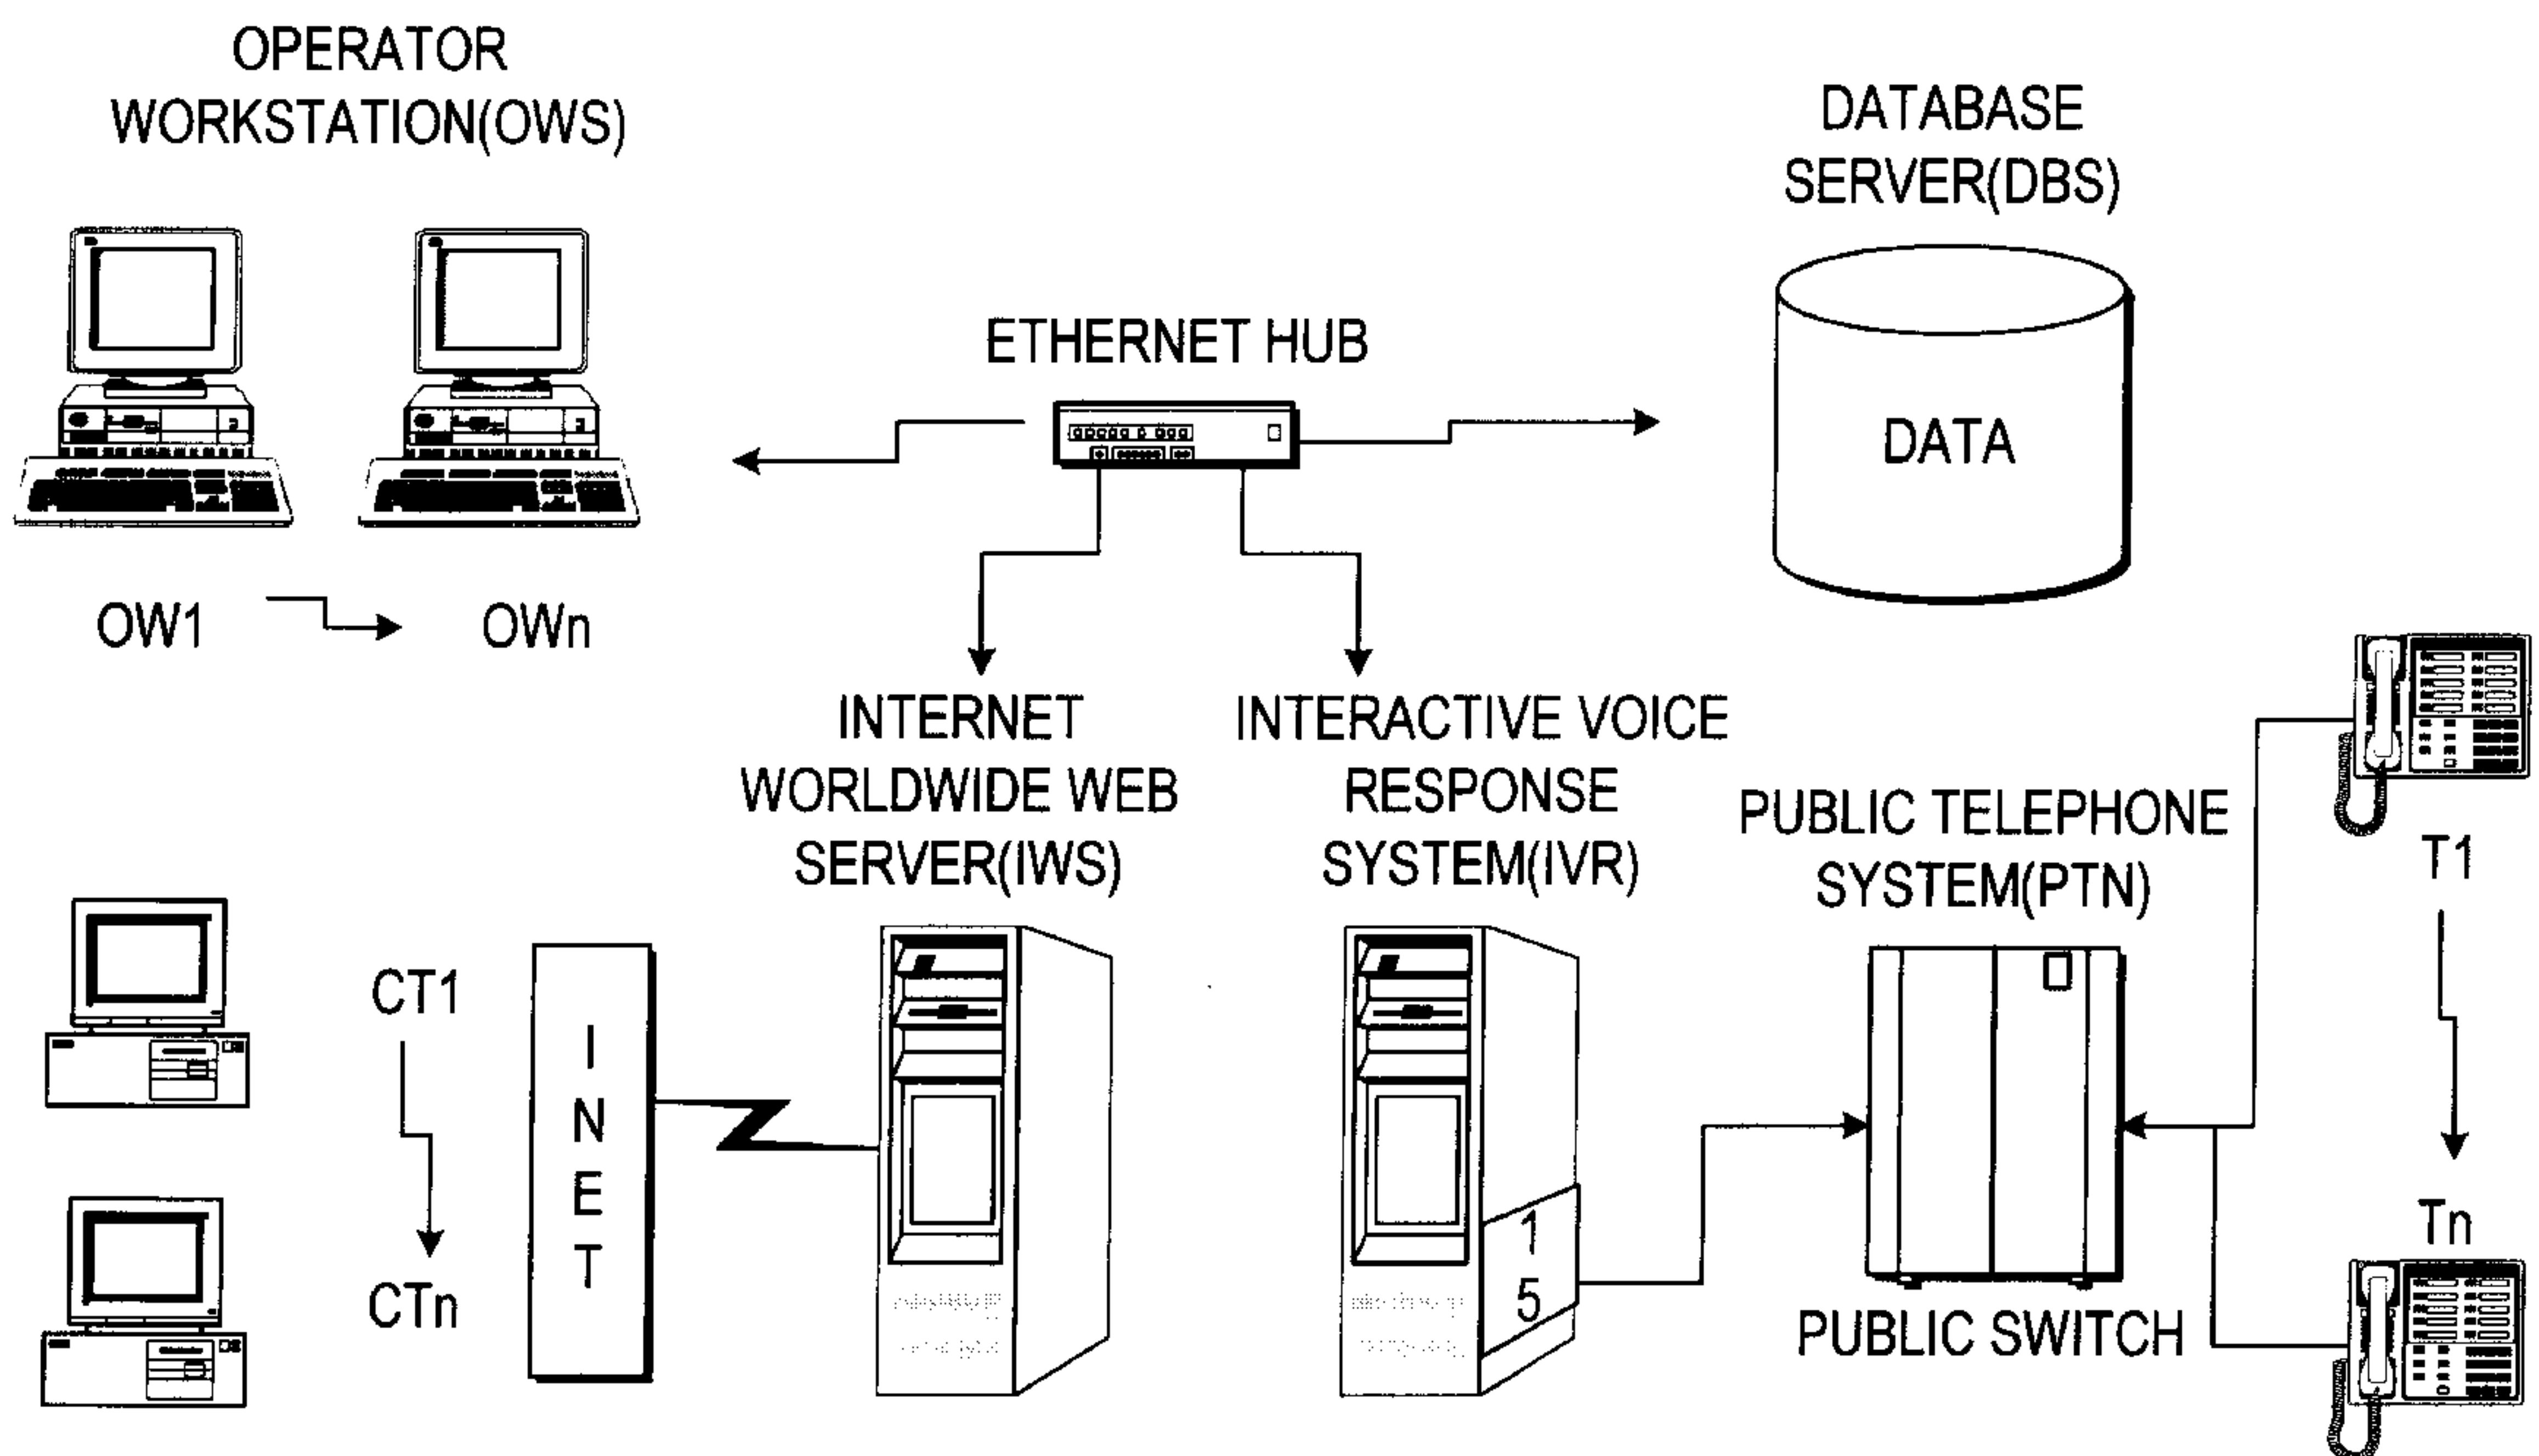 OPERATOR
WORKSTATION(OWS)
DATABASE
SERVER(DBS)
ETHERNET HUB
DATA
OW1
OWn
INTERNET
WORLDWIDE WEB
SERVER(IWS)
INTERACTIVE VOICE
RESPONSE
SYSTEM(IVR)
PUBLIC TELEPHONE
SYSTEM(PTN)
T1
CT1
CTn
I
N
E
T
1
5
Tn
PUBLIC SWITCH